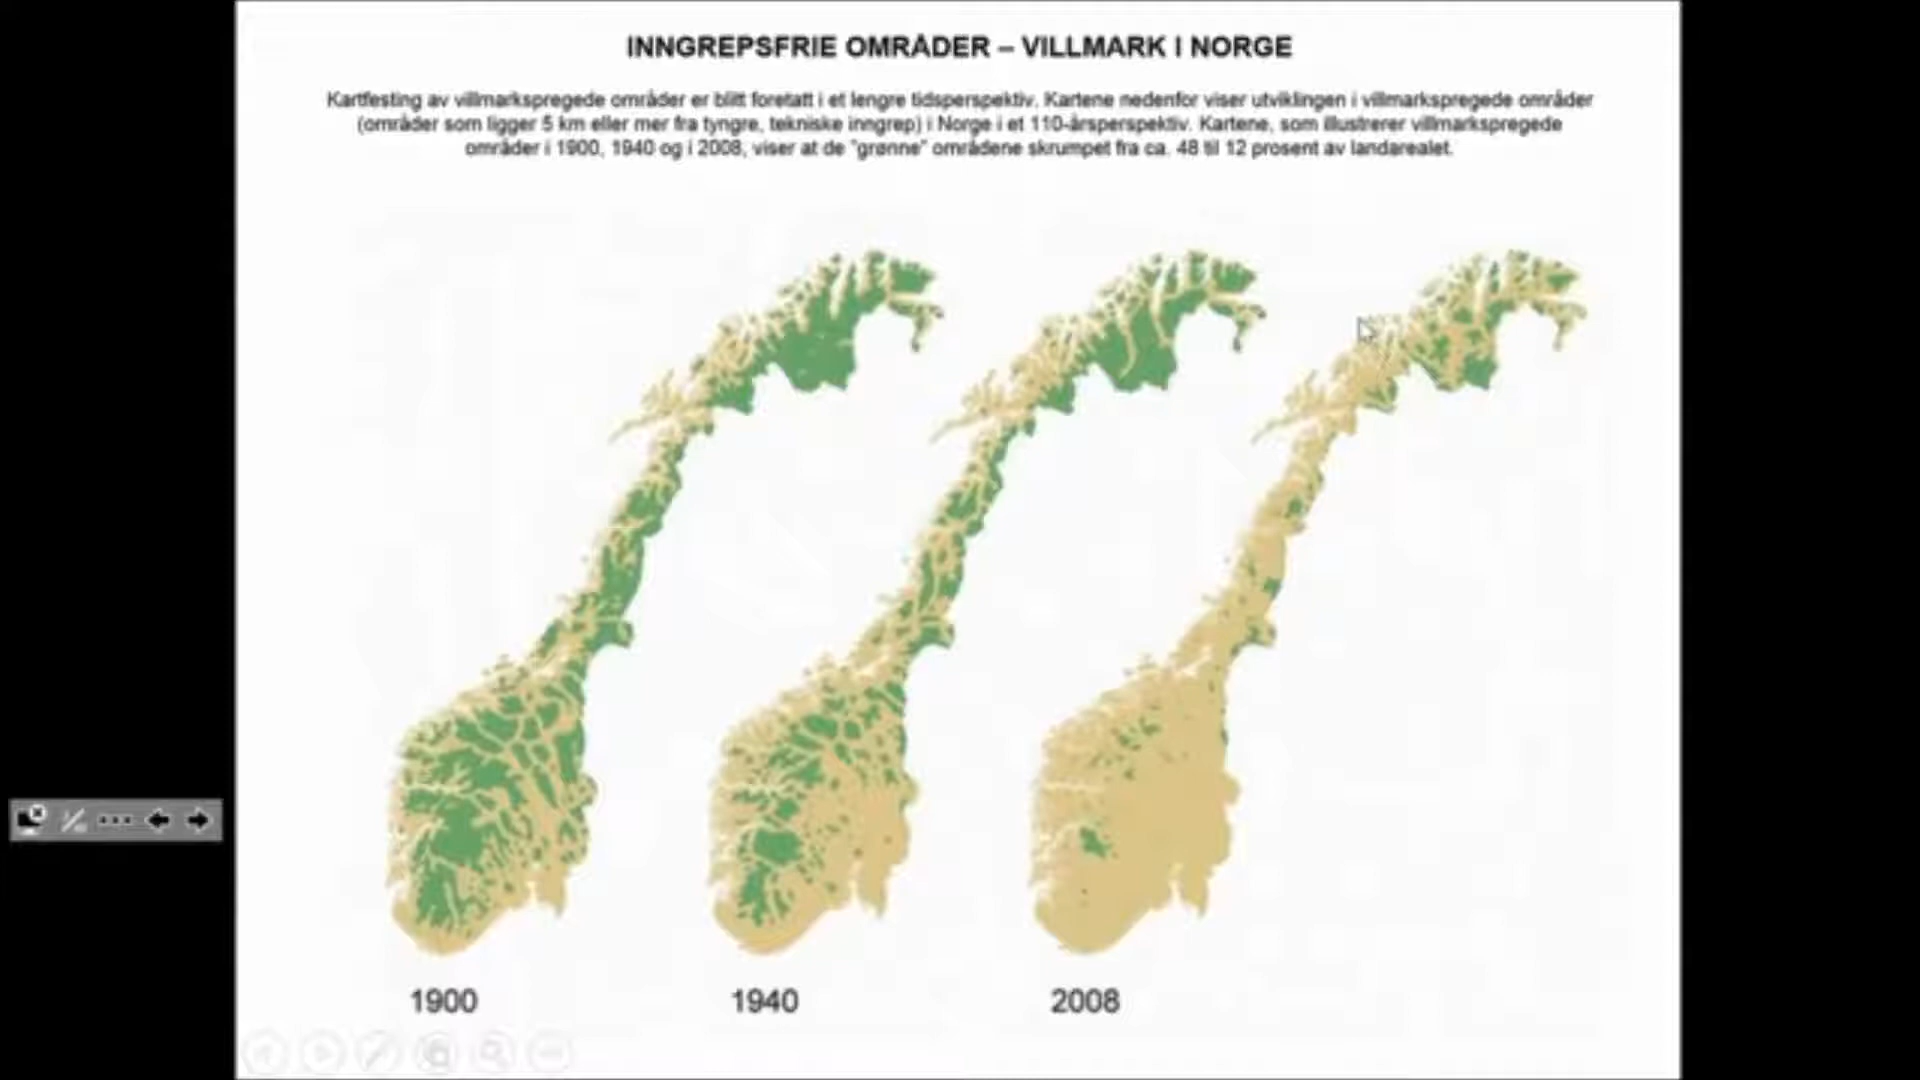 INNGREPSFRIE OMRÅDER – VILLMARK I NORGE
Kartfesting av villmarkspregede områder er blitt foretatt i et lengre tidsperspektiv. Kartene nedenfor viser utviklingen i villmarkspregede områder
(områder som ligger 5 km eller mer fra tyngre, tekniske inngrep) i Norge i et 110-årsperspektiv. Kartene, som illustrerer villmarkspregede
områder i 1900, 1940 og i 2008, viser at de "grønne" områdene skrumpet fra ca. 48 til 12 prosent av landarealet.
1900
1940
2008